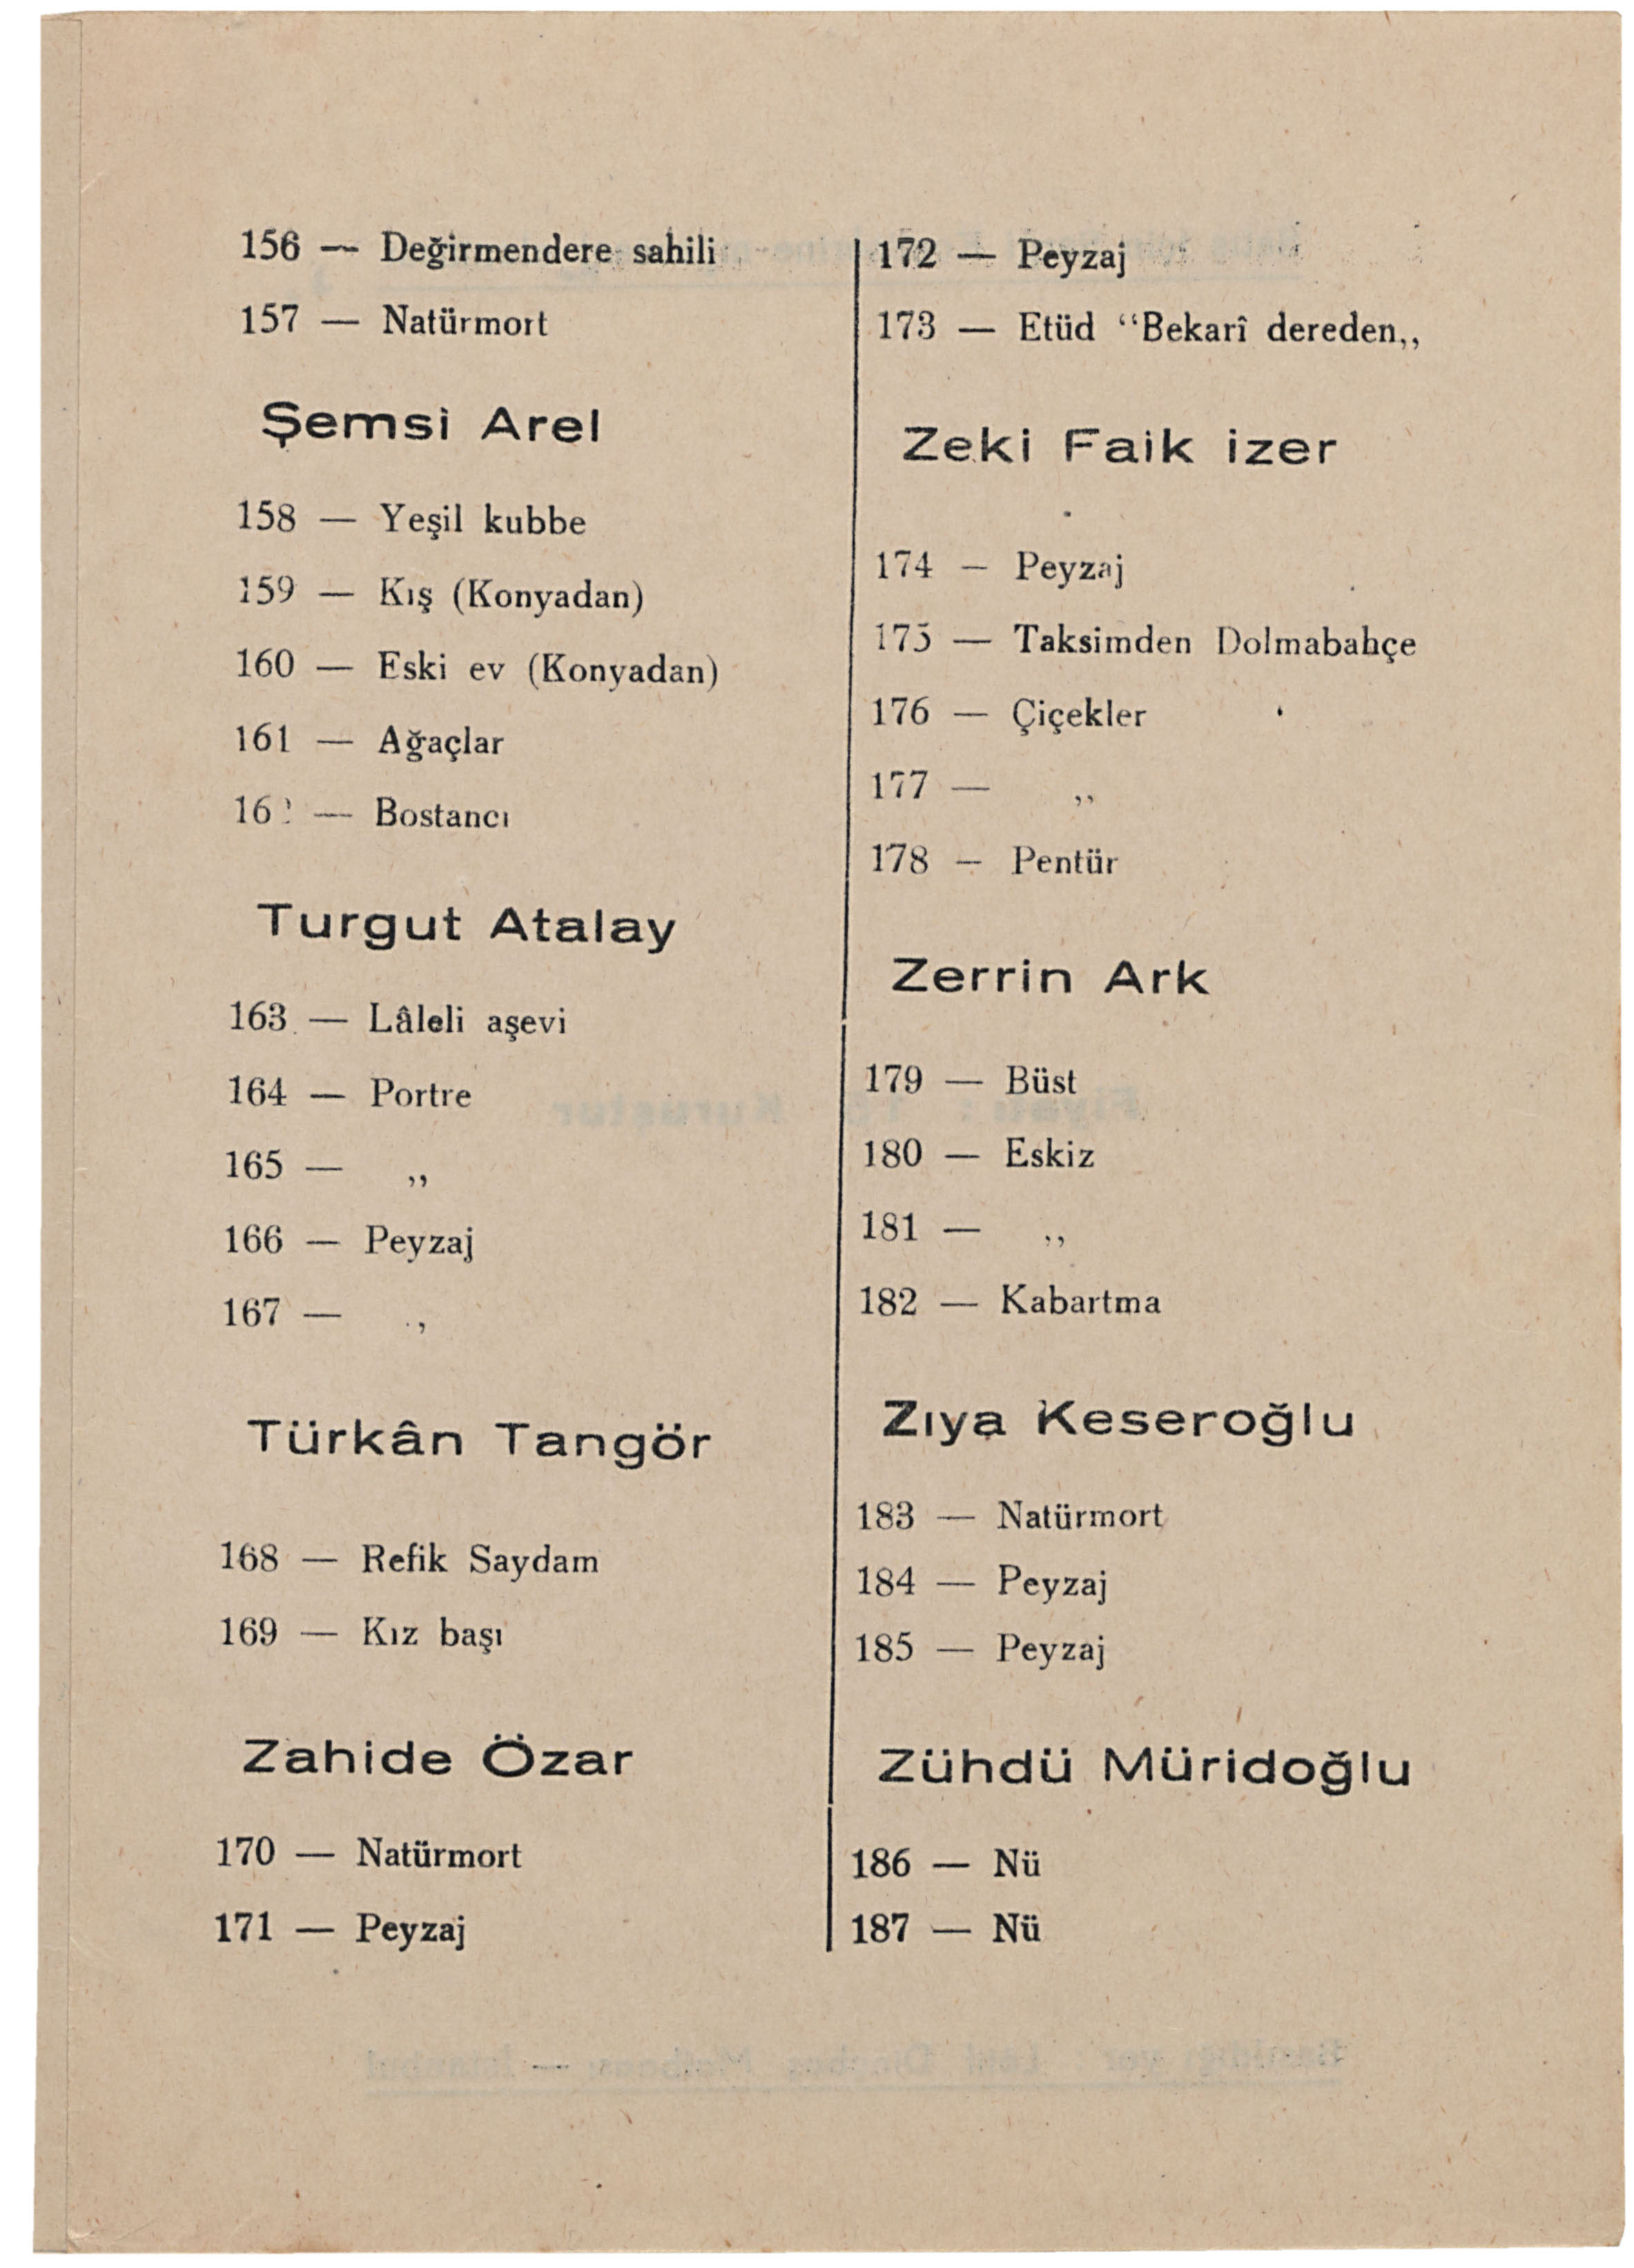 156 — Değirmendere sahili
157 — Natürmort
Şemsi Arel
158 — Yeşil kubbe
159 — Kış (Konyadan)
160 — Eski ev (Konyadan)
161 — Ağaçlar
162 — Bostancı
Turgut Atalay
163 — Lâleli aşevi
164 — Portre
165 — ,,
166 — Peyzaj
167 — ,,
Türkân Tangör
168 — Refik Saydam
169 — Kız başı
Zahide Özar
170 — Natürmort
171 — Peyzaj
172 — Peyzaj
173 — Etüd “Bekarî dereden,,
Zeki Faik izer
174 — Peyzaj
175 — Taksimden Dolmabahçe
176 — Çiçekler
177 — ,,
178 — Pentür
Zerrin Ark
179 — Büst
180 — Eskiz
181 — ,,
182 — Kabartma
Zıya Keseroğlu
183 — Natürmort
184 — Peyzaj
185 — Peyzaj
Zühdü Müridoğlu
186 — Nü
187 — Nü